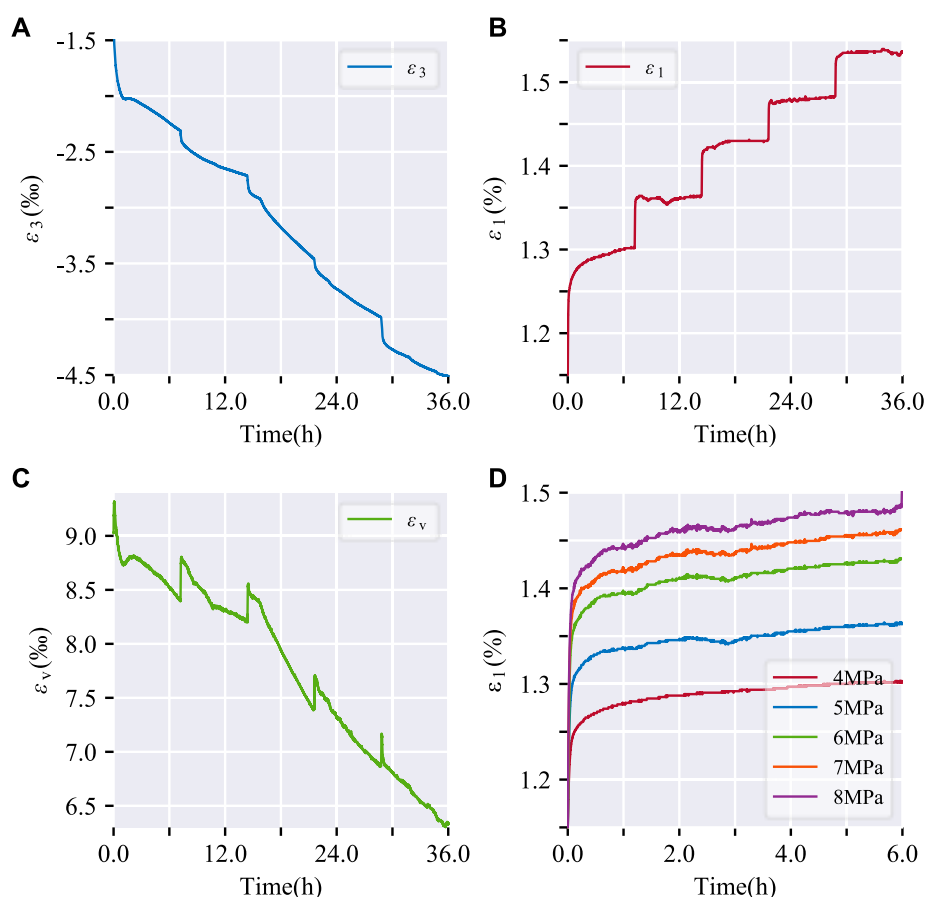 A
-1.5
-2.5
-3.5
-4.5
ε3(‰)
ε3
0.0
12.0
24.0
36.0
Time(h)
B
1.5
1.4
1.3
1.2
ε1(%)
ε1
0.0
12.0
24.0
36.0
Time(h)
C
9.0
8.5
8.0
7.5
7.0
6.5
εv(‰)
εv
0.0
12.0
24.0
36.0
Time(h)
D
1.5
1.4
1.3
1.2
ε1(%)
4MPa
5MPa
6MPa
7MPa
8MPa
0.0
2.0
4.0
6.0
Time(h)